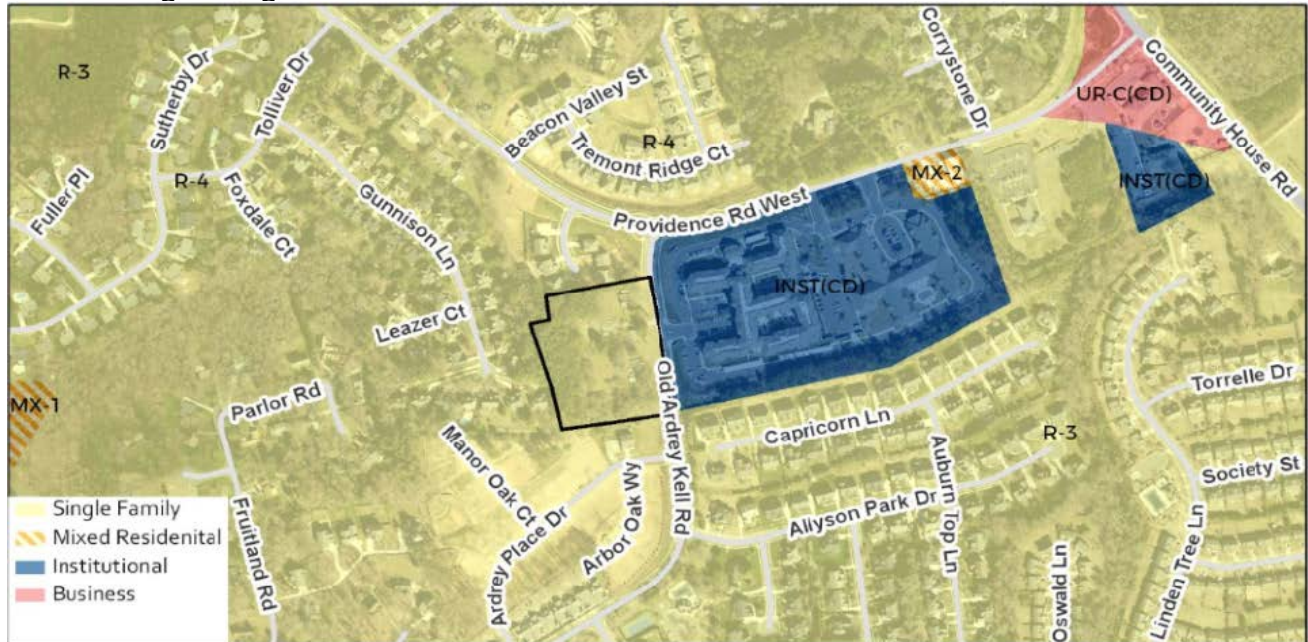 R-3
Sutherby Dr
Tolliver Dr
R-4
Fuller Pl
Foxdale Ct
Gunnison Ln
Leazer Ct
Beacon Valley St
Tremont Ridge Ct
R-4
Corrystone Dr
Community House Rd
UR-C(CD)
MX-2
INST(CD)
Providence Rd West
INST(CD)
Old Ardrey Kell Rd
MX-1
Parlor Rd
Fruitland Rd
Manor Oak Ct
Ardrey Place Dr
Arbor Oak Wy
Capricorn Ln
Auburn Top Ln
Allyson Park Dr
R-3
Torrelle Dr
Society St
Linden Tree Ln
Oswald Ln
Single Family
Mixed Residenital
Institutional
Business